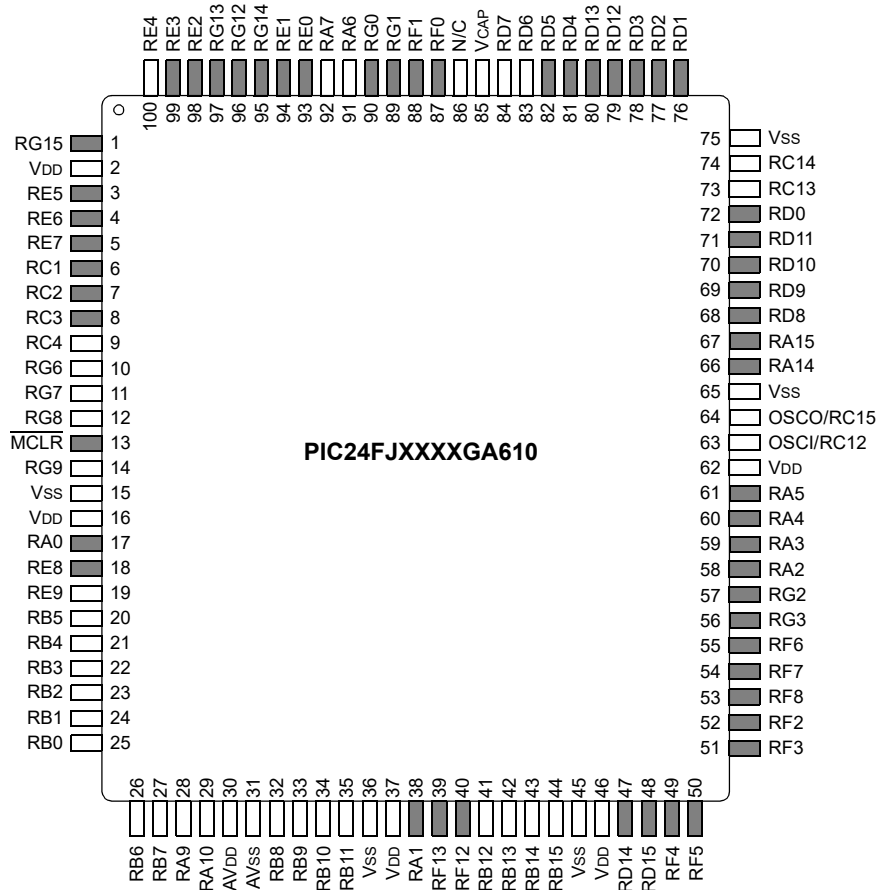 RE4 RE3 RE2 RG13 RG12 RG14 RE1 RE0 RA7 RA6 RG0 RG1 RF1 RF0 N/C VCAP RD7 RD6 RD5 RD4 RD13 RD12 RD3 RD2 RD1
100 99 98 97 96 95 94 93 92 91 90 89 88 87 86 85 84 83 82 81 80 79 78 77 76
RG15 1
VDD 2
RE5 3
RE6 4
RE7 5
RC1 6
RC2 7
RC3 8
RC4 9
RG6 10
RG7 11
RG8 12
MCLR 13
RG9 14
VSS 15
VDD 16
RA0 17
RE8 18
RE9 19
RB5 20
RB4 21
RB3 22
RB2 23
RB1 24
RB0 25
PIC24FJXXXXGA610
75 VSS
74 RC14
73 RC13
72 RD0
71 RD11
70 RD10
69 RD9
68 RD8
67 RA15
66 RA14
65 VSS
64 OSCO/RC15
63 OSCI/RC12
62 VDD
61 RA5
60 RA4
59 RA3
58 RA2
57 RG2
56 RG3
55 RF6
54 RF7
53 RF8
52 RF2
51 RF3
26 27 28 29 30 31 32 33 34 35 36 37 38 39 40 41 42 43 44 45 46 47 48 49 50
RB6 RB7 RA9 RA10 AVDD AVSS RB8 RB9 RB10 RB11 VSS VDD RA1 RF13 RF12 RB12 RB13 RB14 RB15 VSS VDD RD14 RD15 RF4 RF5